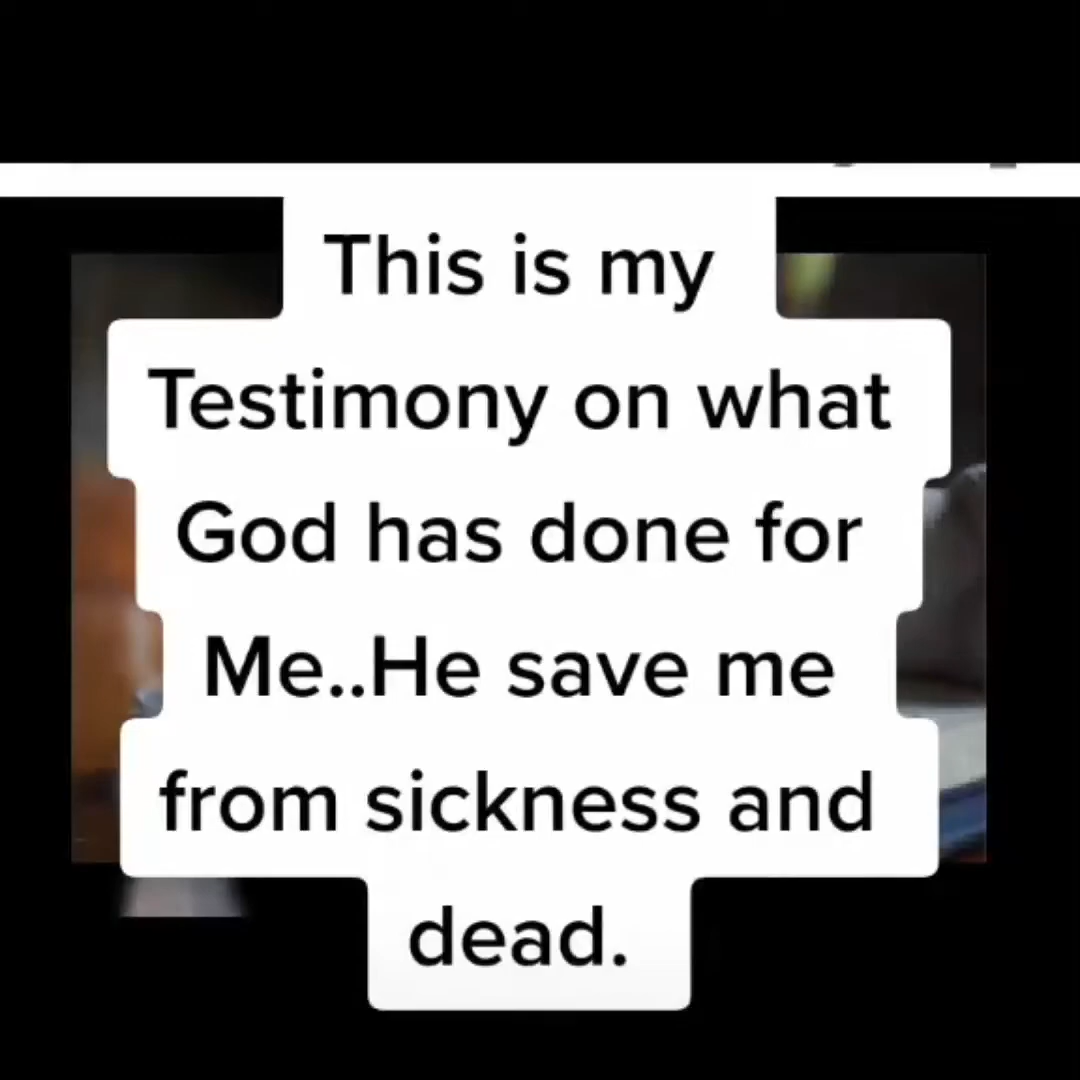 This is my
Testimony on what
God has done for
Me..He save me
from sickness and
dead.